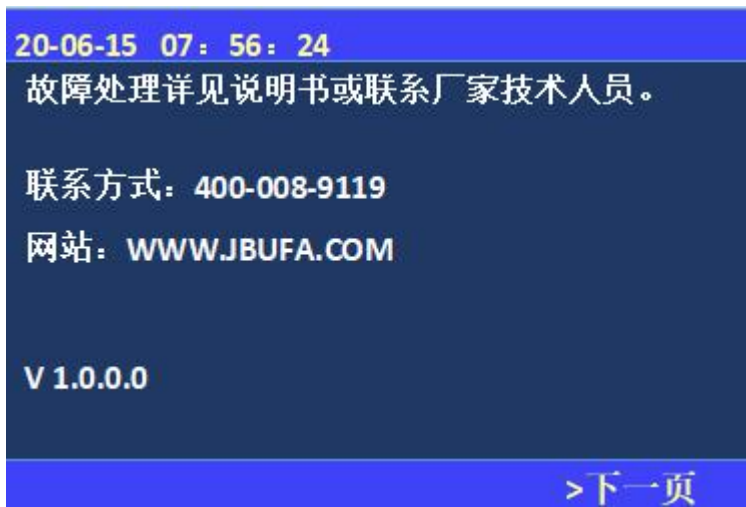 20-06-15 07：56：24
故障处理详见说明书或联系厂家技术人员。
联系方式：400-008-9119
网站：WWW.JBUFA.COM
V 1.0.0.0
>下一页